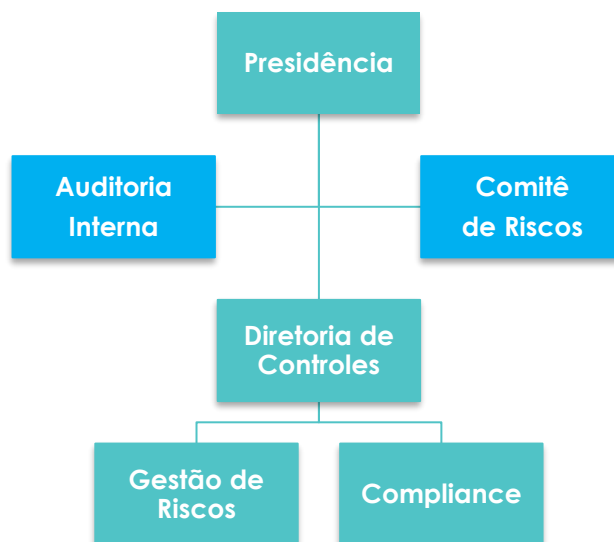 Presidência
Auditoria
Interna
Comitê
de Riscos
Diretoria de
Controles
Gestão de
Riscos
Compliance